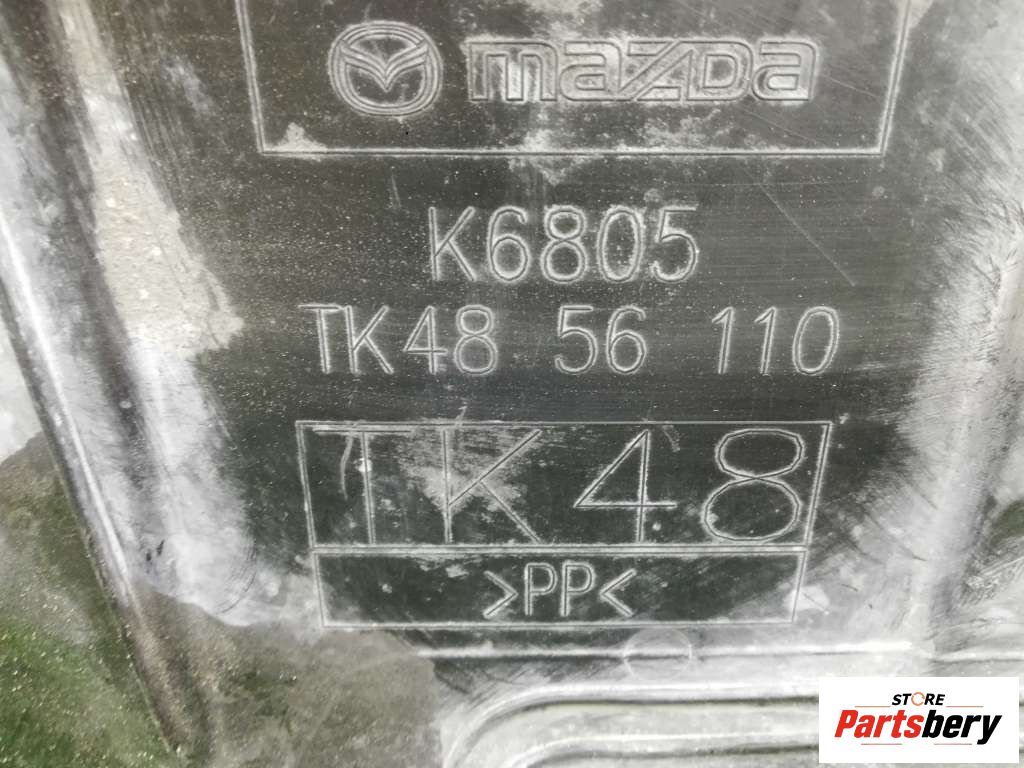 mazda
K6805
TK48 56 110
TK48
>PP<
STORE
Partsbery